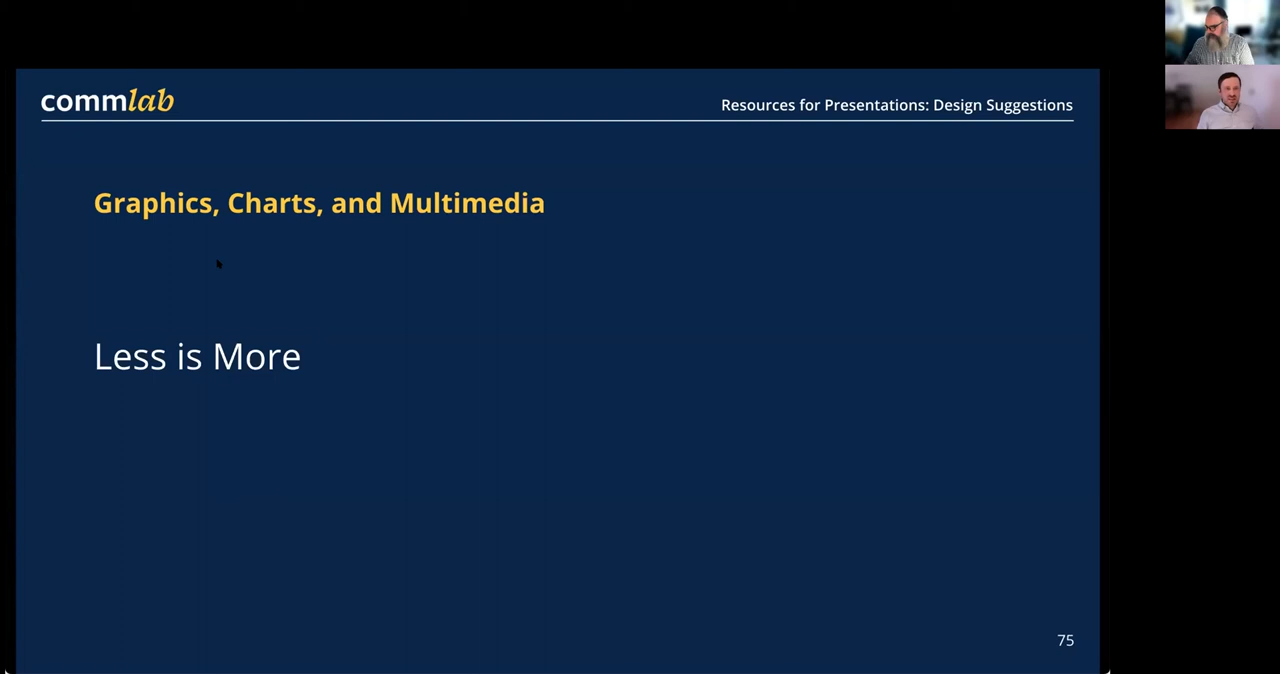 commlab
Resources for Presentations: Design Suggestions
Graphics, Charts, and Multimedia
Less is More
75